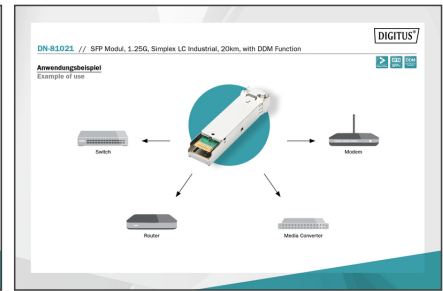 DIGITUS®
DN-81021 // SFP Modul, 1.25G, Simplex LC Industrial, 20km, with DDM Function
Anwendungsbeispiel
Example of use
DDM
Switch
Modem
Router
Media Converter